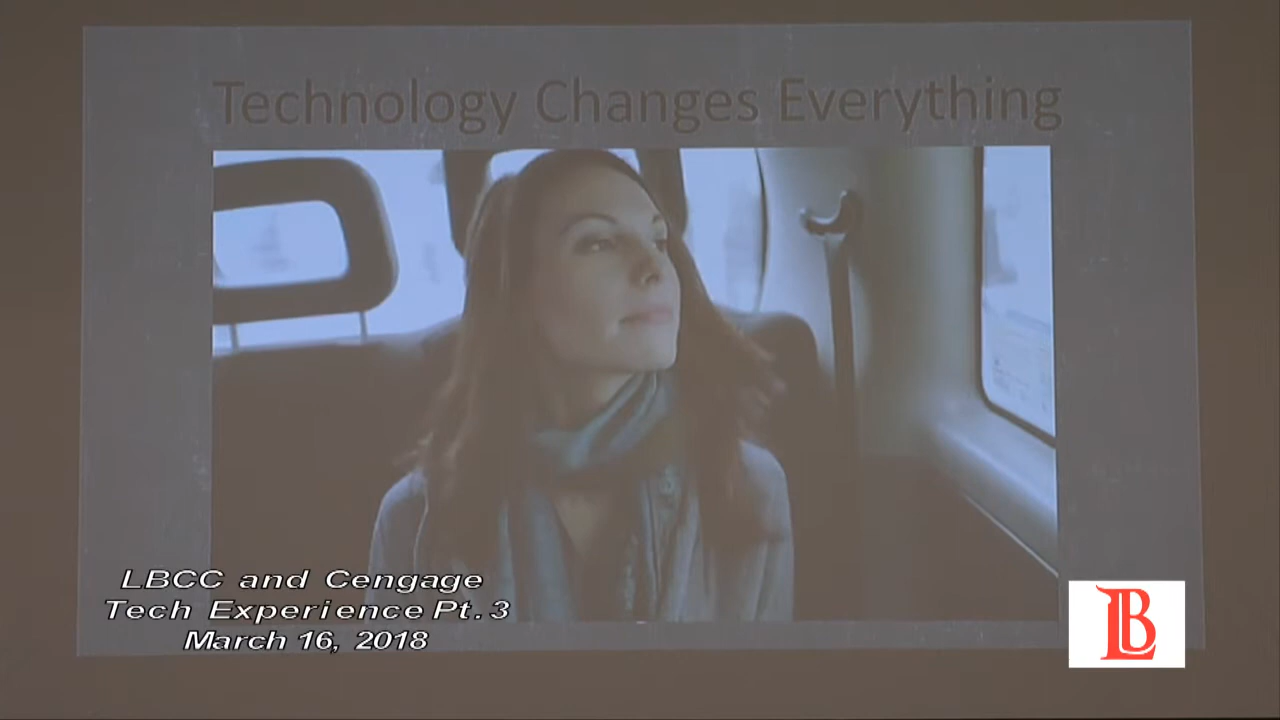 Technology Changes Everything
LBCC and Cengage
Tech Experience Pt. 3
March 16, 2018
LB